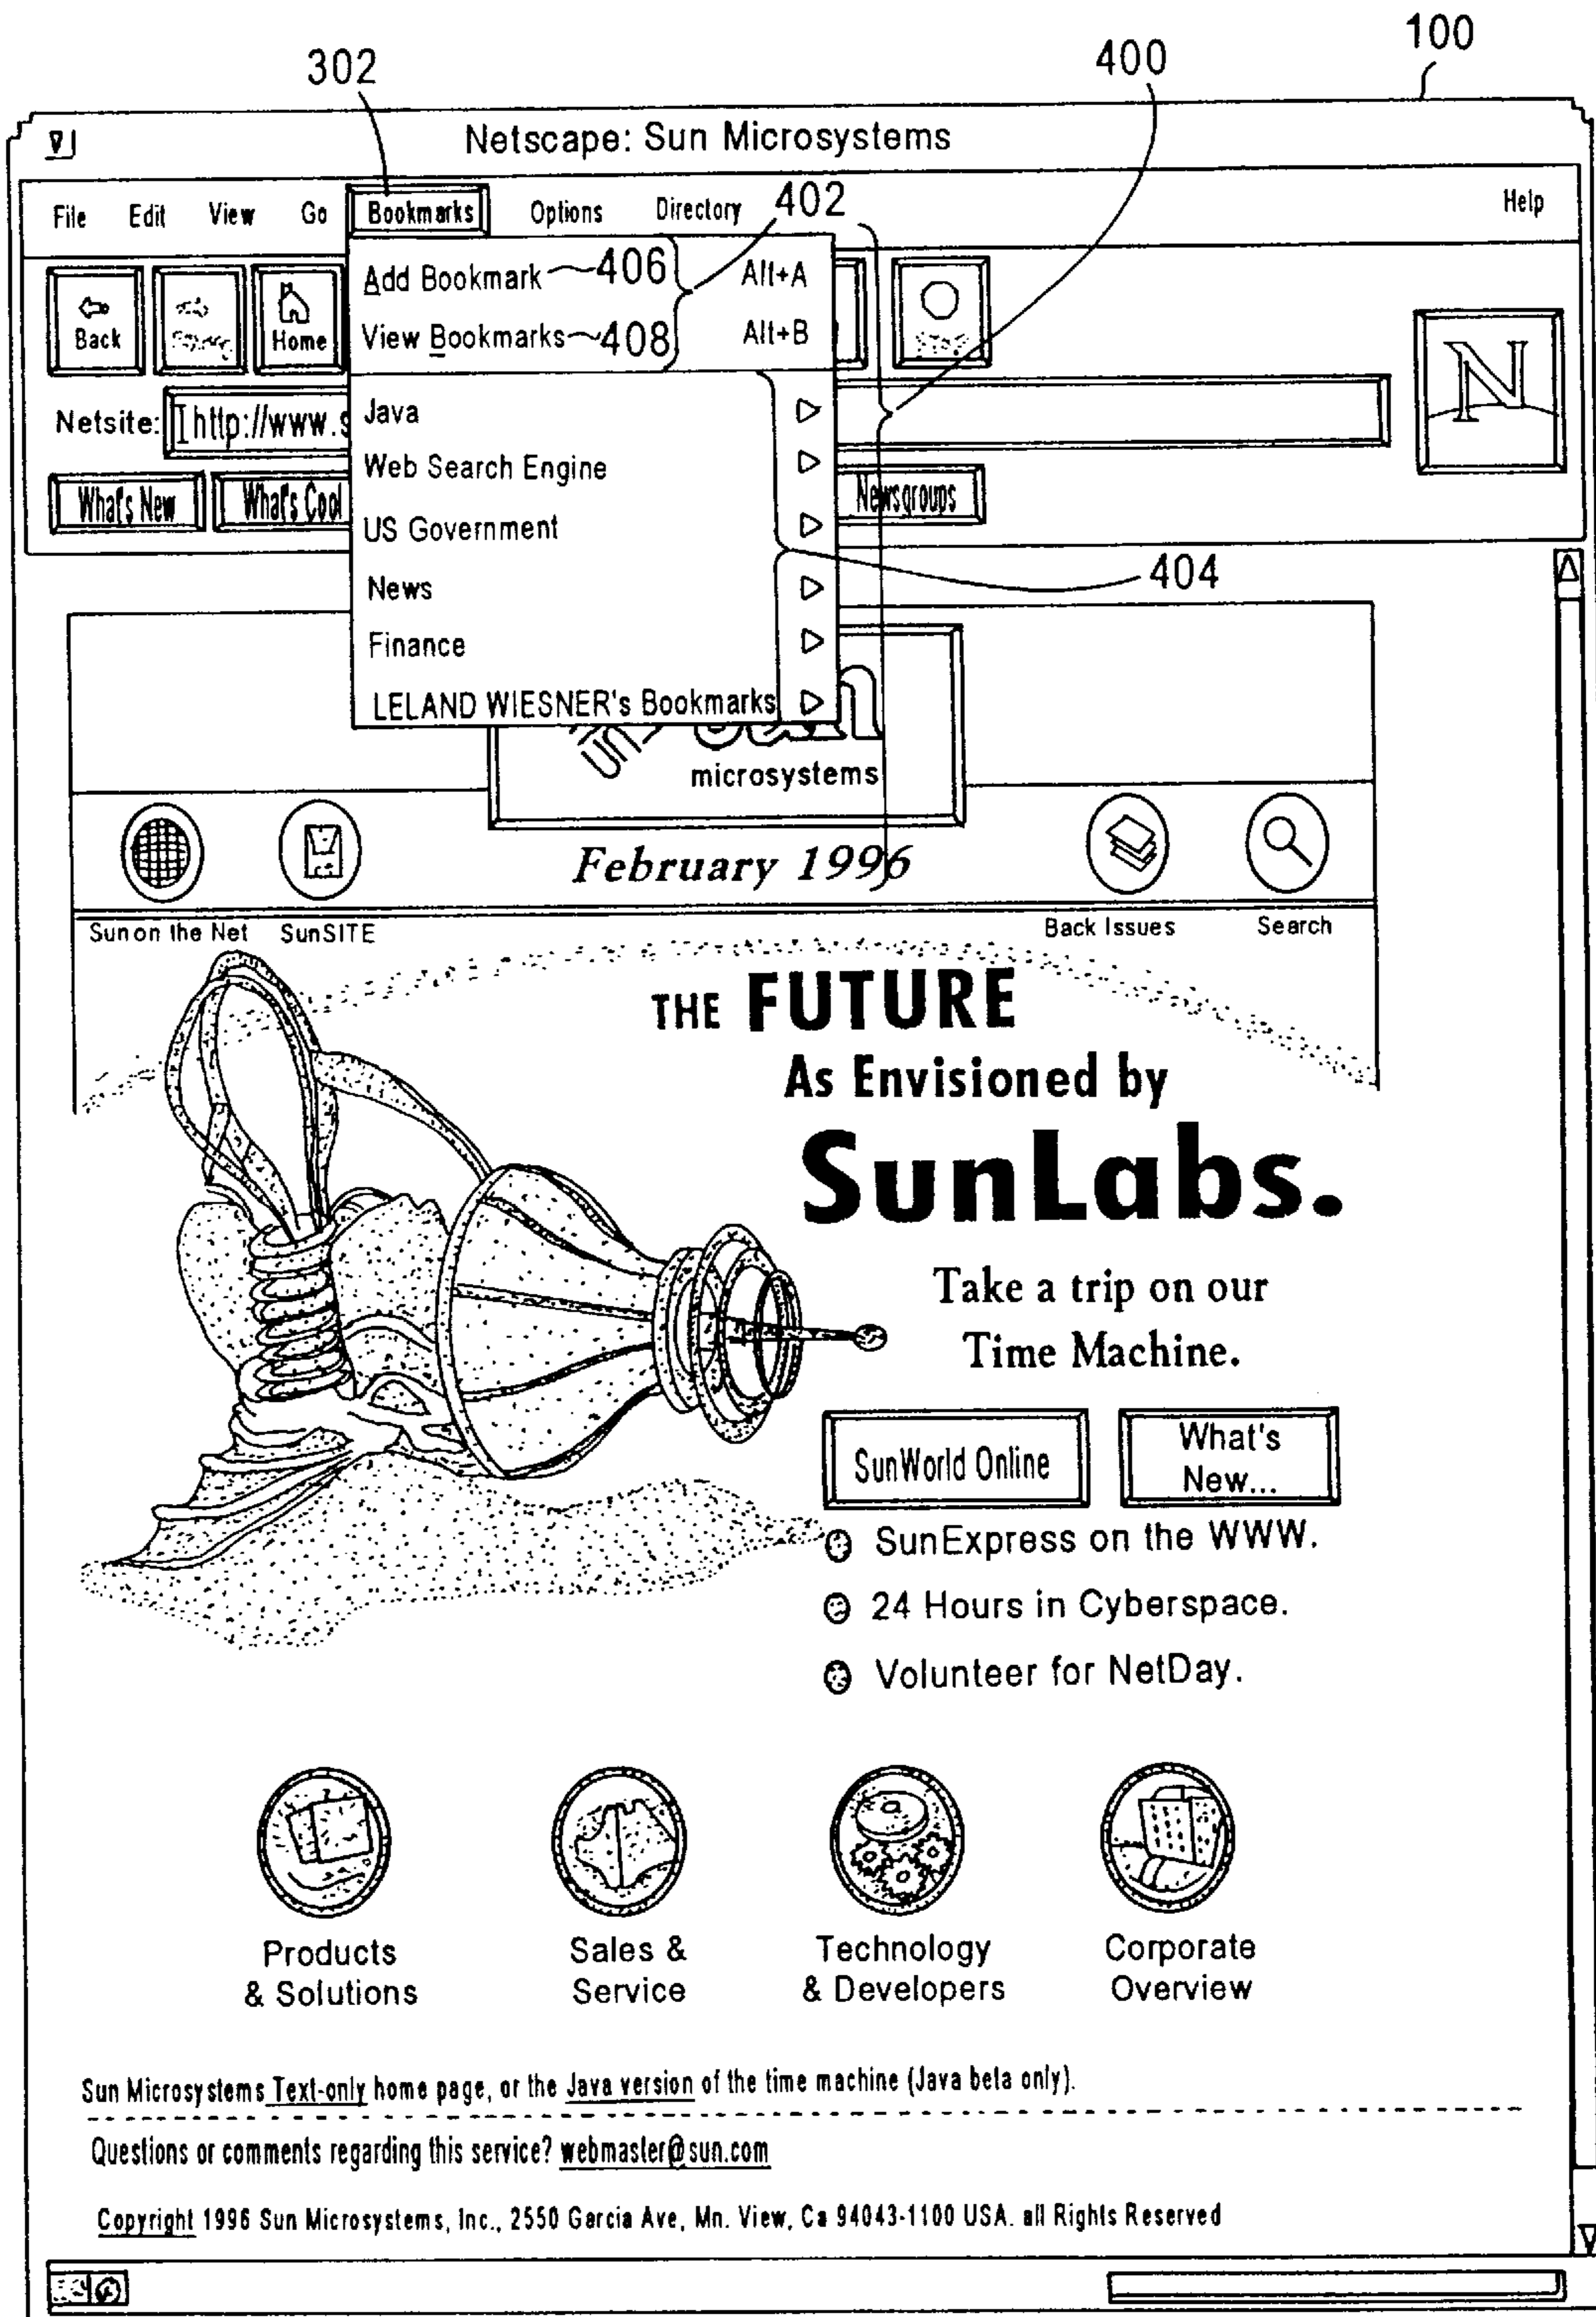 100
302
400
Netscape: Sun Microsystems
File Edit View Go Bookmarks Options Directory 402 Help
Add Bookmark 406 Alt+A
View Bookmarks 408 Alt+B
Back
Home
Netsite: http://www.s
Java
Web Search Engine
What's New What's Cool Newsgroups
US Government
404
News
Finance
LELAND WIESNER's Bookmarks
N
microsystems
February 1996
Sun on the Net SunSITE Back Issues Search
THE FUTURE
As Envisioned by
SunLabs.
Take a trip on our
Time Machine.
SunWorld Online
What's
New...
SunExpress on the WWW.
24 Hours in Cyberspace.
Volunteer for NetDay.
Products
& Solutions
Sales &
Service
Technology
& Developers
Corporate
Overview
Sun Microsystems Text-only home page, or the Java version of the time machine (Java beta only).
Questions or comments regarding this service? webmaster@sun.com
Copyright 1996 Sun Microsystems, Inc., 2550 Garcia Ave, Mn. View, Ca 94043-1100 USA. all Rights Reserved